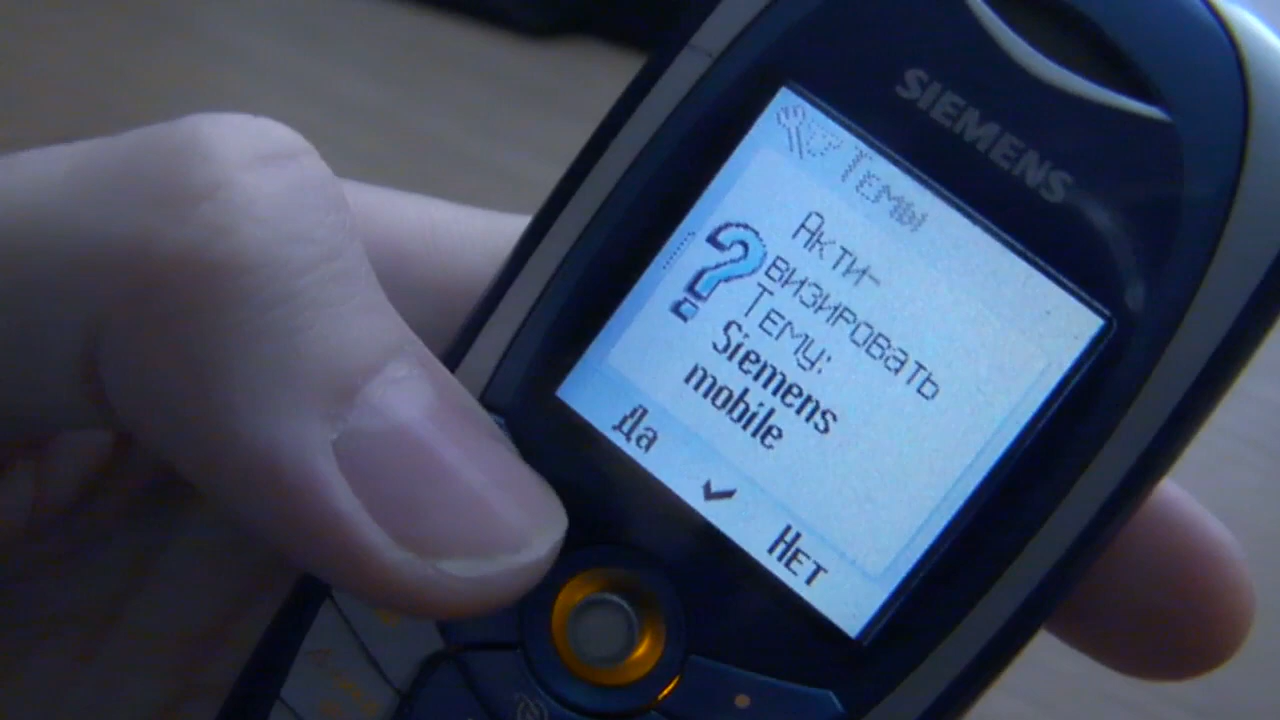 SIEMENS
Темы
Акти-
визировать
Тему:
Siemens
mobile
Да
Нет